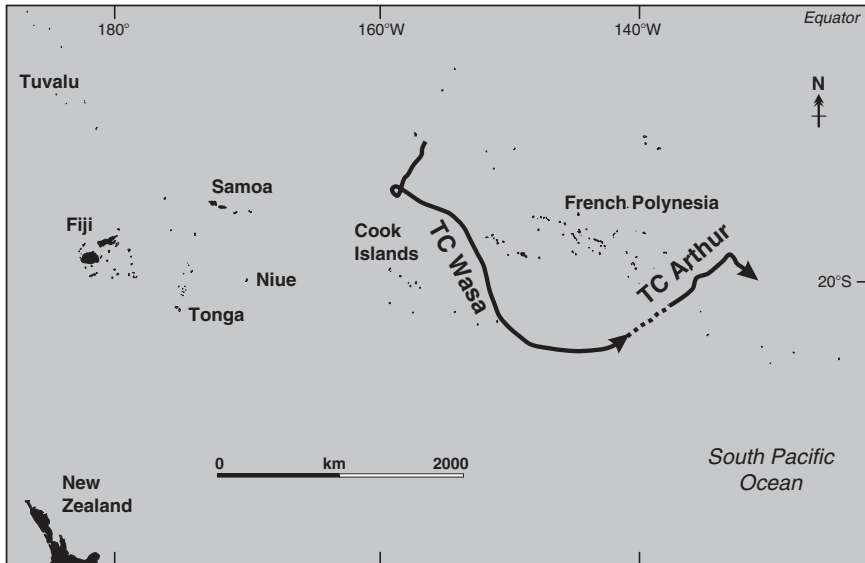 180°
160°W
140°W
Equator
Tuvalu
N
Samoa
French Polynesia
Fiji
Cook
Islands
TC Wasa
TC Arthur
Niue
20°S
Tonga
0 km 2000
South Pacific
Ocean
New
Zealand